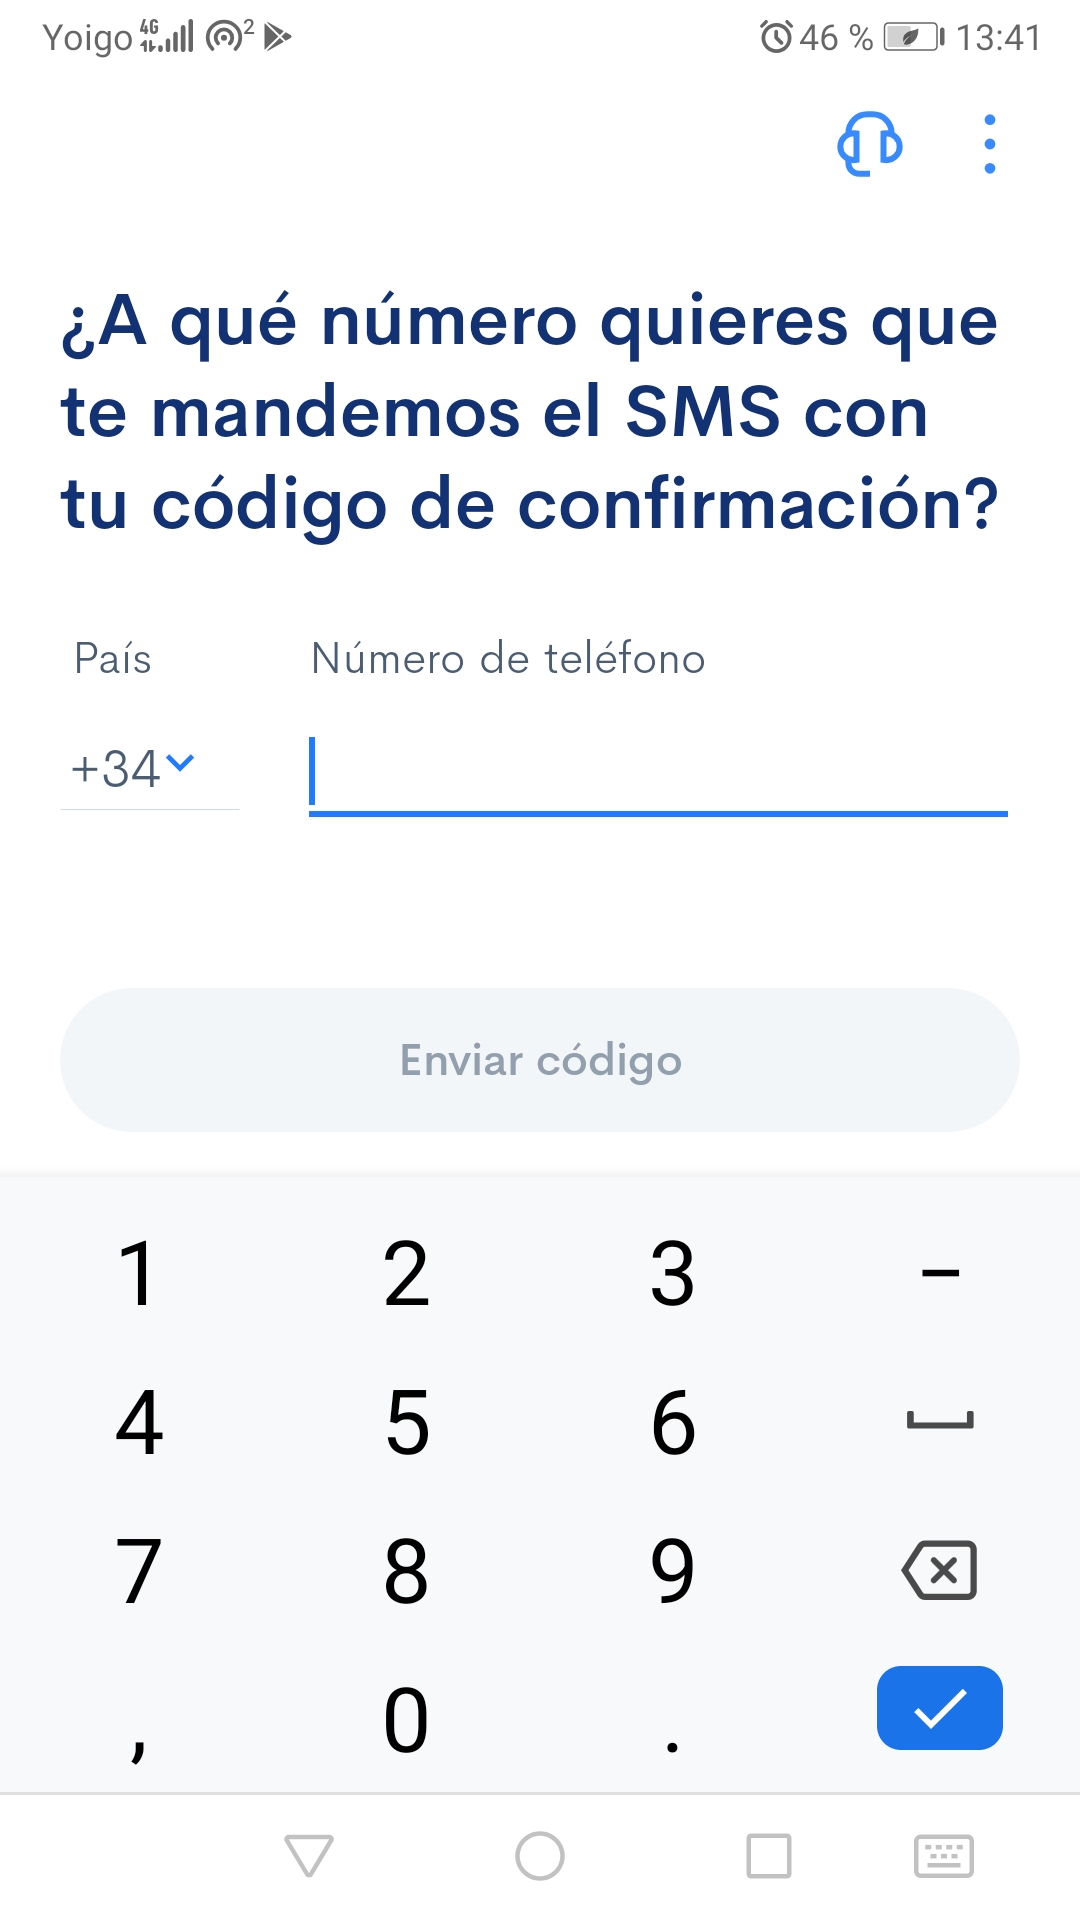 Yoigo 4G 2 46 % 13:41
¿A qué número quieres que
te mandemos el SMS con
tu código de confirmación?
País Número de teléfono
+34
Enviar código
1 2 3 –
4 5 6
7 8 9
, 0 .